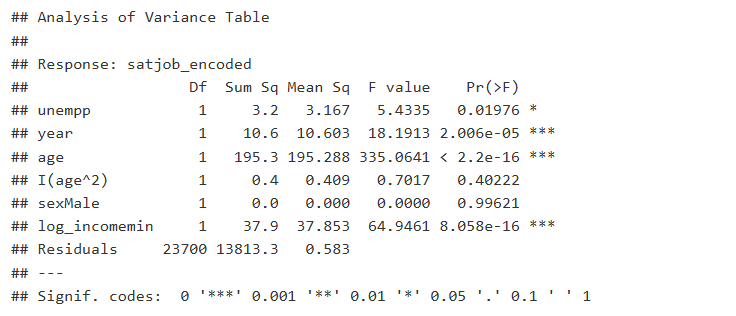 ## Analysis of Variance Table
##
## Response: satjob_encoded
##                 Df  Sum Sq Mean Sq  F value    Pr(>F)
## unempp           1     3.2   3.167   5.4335   0.01976 *
## year             1    10.6  10.603  18.1913 2.006e-05 ***
## age              1   195.3 195.288 335.0641 < 2.2e-16 ***
## I(age^2)         1     0.4   0.409   0.7017   0.40222
## sexMale          1     0.0   0.000   0.0000   0.99621
## log_incomemin    1    37.9  37.853  64.9461 8.058e-16 ***
## Residuals    23700 13813.3   0.583
## ---
## Signif. codes:  0 '***' 0.001 '**' 0.01 '*' 0.05 '.' 0.1 ' ' 1